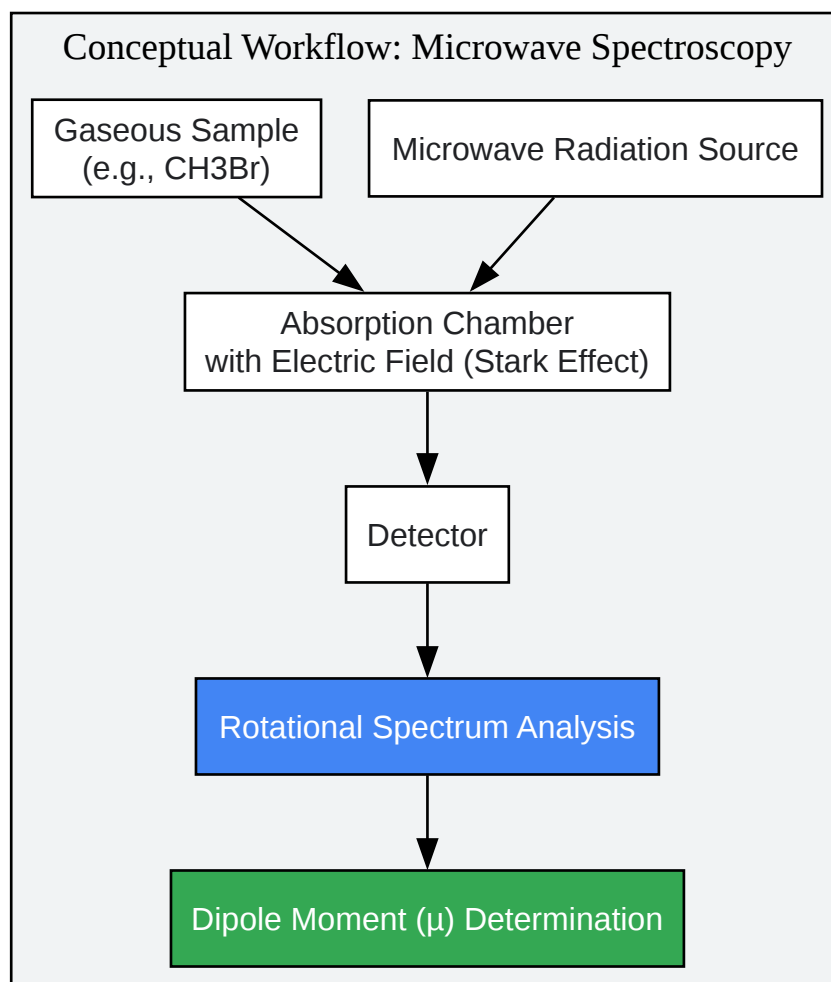 Conceptual Workflow: Microwave Spectroscopy
Gaseous Sample
(e.g., CH3Br)
Microwave Radiation Source
Absorption Chamber
with Electric Field (Stark Effect)
Detector
Rotational Spectrum Analysis
Dipole Moment (µ) Determination